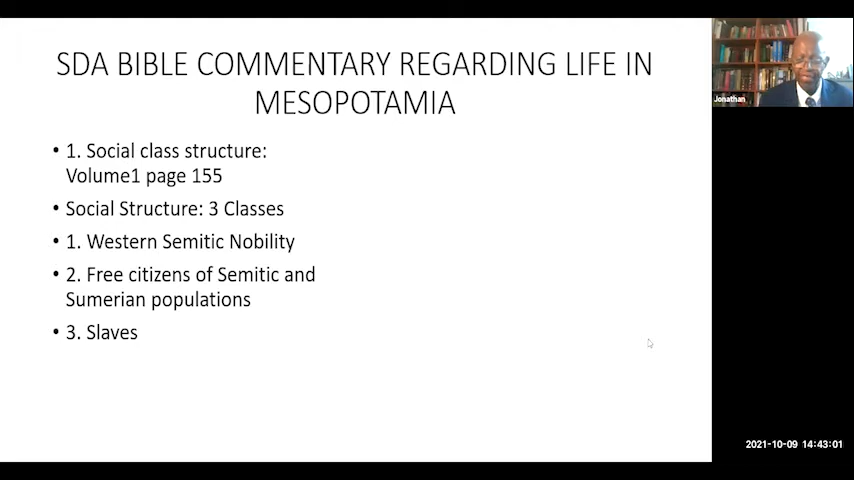 SDA BIBLE COMMENTARY REGARDING LIFE IN
MESOPOTAMIA
• 1. Social class structure:
Volume1 page 155
• Social Structure: 3 Classes
• 1. Western Semitic Nobility
• 2. Free citizens of Semitic and
Sumerian populations
• 3. Slaves
Jonathan
2021-10-09 14:43:01